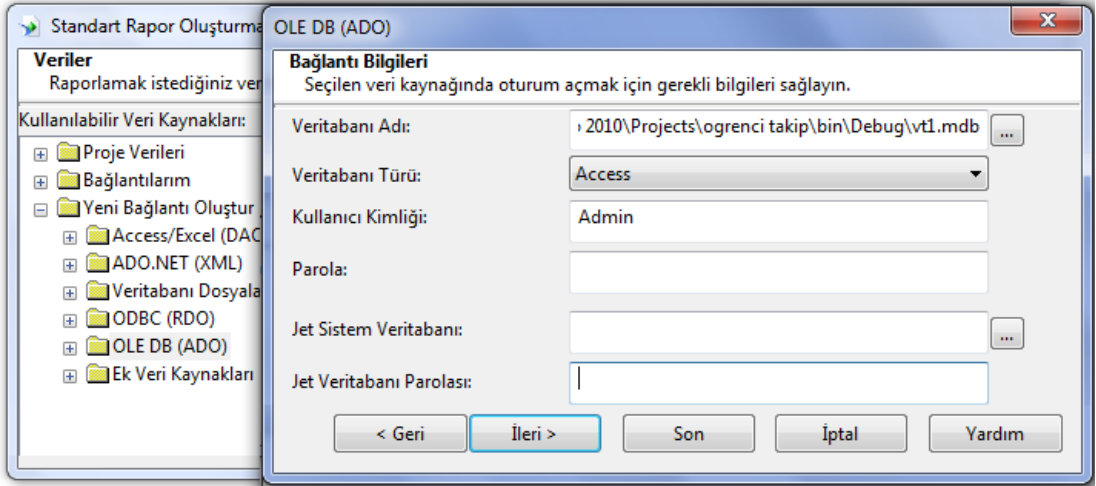 Standart Rapor Oluşturma
Veriler
Raporlamak istediğiniz ver
Kullanılabilir Veri Kaynakları:
Proje Verileri
Bağlantılarım
Yeni Bağlantı Oluştur
Access/Excel (DAO
ADO.NET (XML)
Veritabanı Dosyala
ODBC (RDO)
OLE DB (ADO)
Ek Veri Kaynakları
OLE DB (ADO)
Bağlantı Bilgileri
Seçilen veri kaynağında oturum açmak için gerekli bilgileri sağlayın.
Veritabanı Adı: 2010\Projects\ogrenci takip\bin\Debug\vt1.mdb ...
Veritabanı Türü: Access
Kullanıcı Kimliği: Admin
Parola:
Jet Sistem Veritabanı: ...
Jet Veritabanı Parolası:
< Geri İleri > Son İptal Yardım